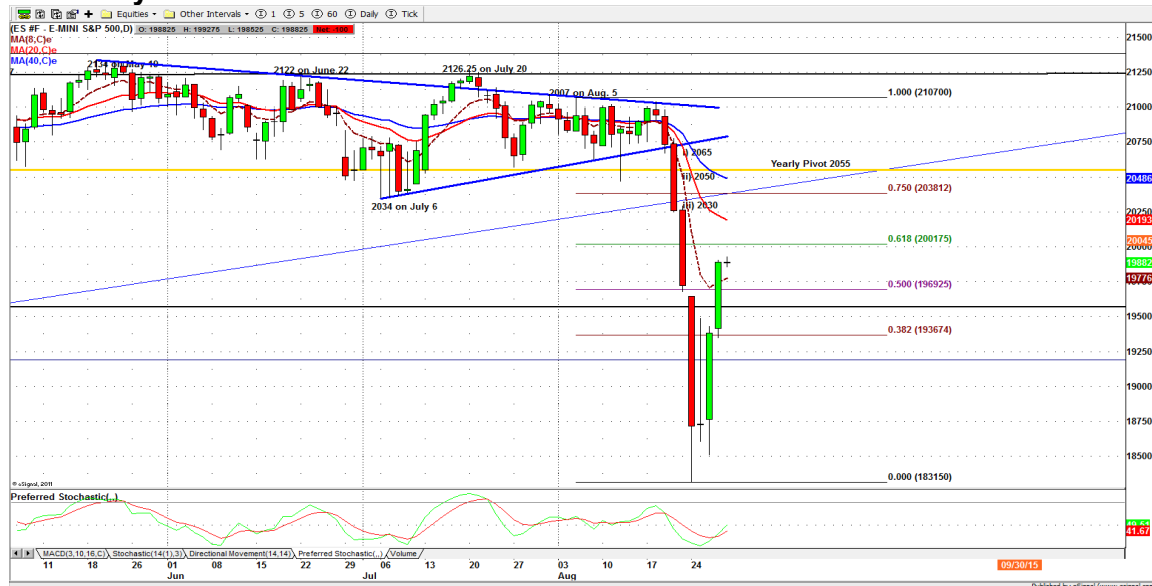 Equities Other Intervals 1 5 60 Daily Tick
(ES #F - E-MINI S&P 500,D) O: 198825 H: 199275 L: 198525 C: 198825 Net: -100
MA(8,C)e
MA(20,C)e
MA(40,C)e
2134 on May 19
2122 on June 22
2126.25 on July 20
2007 on Aug. 5
1.000 (210700)
i) 2065
Yearly Pivot 2055
ii) 2050
0.750 (203812)
2034 on July 6
iii) 2030
0.618 (200175)
0.500 (196925)
0.382 (193674)
0.000 (183150)
21500
21250
21000
20750
20486
20250
20193
20045
20000
19882
19776
19500
19250
19000
18750
18500
© eSignal, 2011
Preferred Stochastic(,,)
41.67
MACD(3,10,16,C) Stochastic(14(1),3) Directional Movement(14,14) Preferred Stochastic(,,) Volume
11 18 26 01 08 15 22 29 06 13 20 27 03 10 17 24 09/30/15
Jun Jul Aug